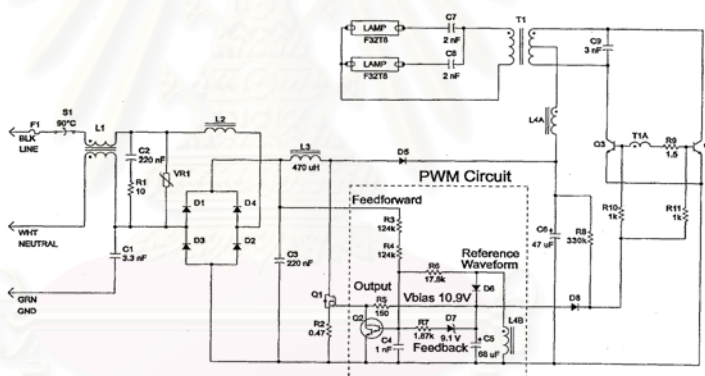 LAMP
F32T8
C7
2 nF
LAMP
F32T8
C8
2 nF
T1
C9
3 nF
F1
S1
90°C
L1
BLK
LINE
C2
220 nF
R1
10
VR1
L2
L3
470 uH
D5
L4A
Q3
T1A
R9
1.5
PWM Circuit
Feedforward
D1
D4
D3
D2
R3
124k
R4
124k
R10
1k
R11
1k
C6
47 uF
R8
330k
WHT
NEUTRAL
C1
3.3 nF
C3
220 nF
R6
17.8k
Reference
Waveform
D6
Output
Vbias 10.9V
Q1
R5
150
D8
GRN
GND
R2
0.47
Q2
R7
1.87k
D7
9.1 V
L4B
C4
1 nF
Feedback
C5
68 uF